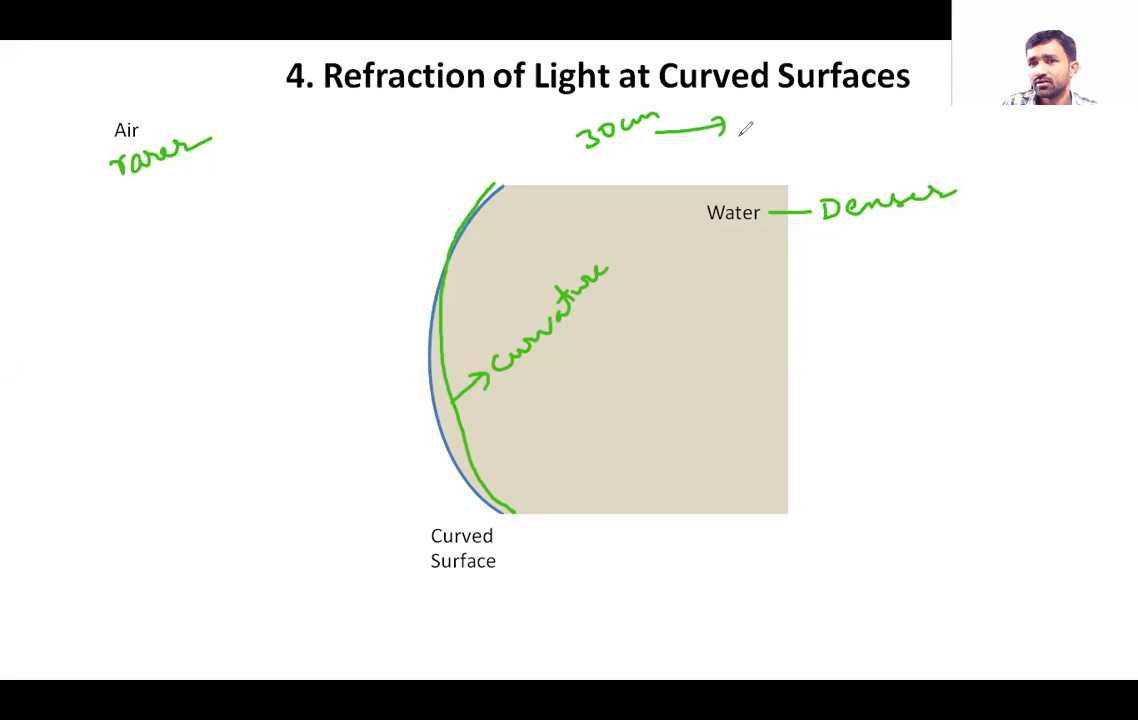 4. Refraction of Light at Curved Surfaces
Air
rarer
30cm
Water
Denser
Curvature
Curved
Surface